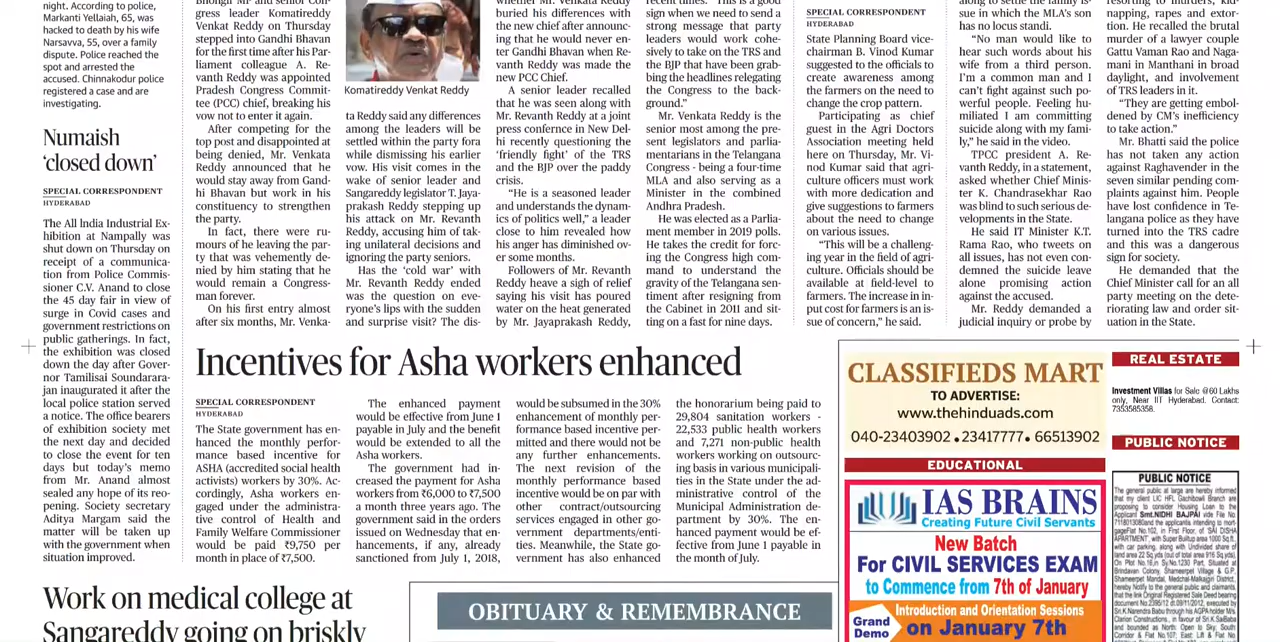 night. According to police,
Markanti Yellaiah, 65, was
hacked to death by his wife
Narsavva, 55, over a family
dispute. Police reached the
spot and arrested the
accused. Chinnakodur police
registered a case and are
investigating.
Numaish
‘closed down’
SPECIAL CORRESPONDENT
HYDERABAD
The All India Industrial Ex-
hibition at Nampally was
shut down on Thursday on
receipt of a communica-
tion from Police Commis-
sioner C.V. Anand to close
the 45 day fair in view of
surge in Covid cases and
government restrictions on
public gatherings. In fact,
the exhibition was closed
down the day after Gover-
nor Tamilisai Soundarara-
jan inaugurated it after the
local police station served
a notice. The office bearers
of exhibition society met
the next day and decided
to close the event for ten
days but today’s memo
from Mr. Anand almost
sealed any hope of its reo-
pening. Society secretary
Aditya Margam said the
matter will be taken up
with the government when
situation improved.
Bhongir MP and senior Con-
gress leader Komatireddy
Venkat Reddy on Thursday
stepped into Gandhi Bhavan
for the first time after his Par-
liament colleague A. Re-
vanth Reddy was appointed
Pradesh Congress Commit-
tee (PCC) chief, breaking his
vow not to enter it again.
After competing for the
top post and disappointed at
being denied, Mr. Venkata
Reddy announced that he
would stay away from Gand-
hi Bhavan but work in his
constituency to strengthen
the party.
In fact, there were ru-
mours of he leaving the par-
ty that was vehemently de-
nied by him stating that he
would remain a Congress-
man forever.
On his first entry almost
after six months, Mr. Venka-
Komatireddy Venkat Reddy
ta Reddy said any differences
among the leaders will be
settled within the party fora
while dismissing his earlier
vow. His visit comes in the
wake of senior leader and
Sangareddy legislator T. Jaya-
prakash Reddy stepping up
his attack on Mr. Revanth
Reddy, accusing him of tak-
ing unilateral decisions and
ignoring the party seniors.
Has the ‘cold war’ with
Mr. Revanth Reddy ended
was the question on eve-
ryone’s lips with the sudden
and surprise visit? The dis-
whether Mr. Venkata Reddy
buried his differences with
the new chief after announc-
ing that he would never en-
ter Gandhi Bhavan when Re-
vanth Reddy was made the
new PCC Chief.
A senior leader recalled
that he was seen along with
Mr. Revanth Reddy at a joint
press confernce in New Del-
hi recently questioning the
‘friendly fight’ of the TRS
and the BJP over the paddy
crisis.
“He is a seasoned leader
and understands the dynam-
ics of politics well,” a leader
close to him revealed how
his anger has diminished ov-
er some months.
Followers of Mr. Revanth
Reddy heave a sigh of relief
saying his visit has poured
water on the heat generated
by Mr. Jayaprakash Reddy,
recent times. “This is a good
sign when we need to send a
strong message that party
leaders would work cohe-
sively to take on the TRS and
the BJP that have been grab-
bing the headlines relegating
the Congress to the back-
ground.”
Mr. Venkata Reddy is the
senior most among the pre-
sent legislators and parlia-
mentarians in the Telangana
Congress - being a four-time
MLA and also serving as a
Minister in the combined
Andhra Pradesh.
He was elected as a Parlia-
ment member in 2019 polls.
He takes the credit for forc-
ing the Congress high com-
mand to understand the
gravity of the Telangana sen-
timent after resigning from
the Cabinet in 2011 and sit-
ting on a fast for nine days.
SPECIAL CORRESPONDENT
HYDERABAD
State Planning Board vice-
chairman B. Vinod Kumar
suggested to the officials to
create awareness among
the farmers on the need to
change the crop pattern.
Participating as chief
guest in the Agri Doctors
Association meeting held
here on Thursday, Mr. Vi-
nod Kumar said that agri-
culture officers must work
with more dedication and
give suggestions to farmers
about the need to change
on various issues.
“This will be a challeng-
ing year in the field of agri-
culture. Officials should be
available at field-level to
farmers. The increase in in-
put cost for farmers is an is-
sue of concern,” he said.
along to settle the family is-
sue in which the MLA’s son
has no locus standi.
“No man would like to
hear such words about his
wife from a third person.
I’m a common man and I
can’t fight against such po-
werful people. Feeling hu-
miliated I am committing
suicide along with my fami-
ly,” he said in the video.
TPCC president A. Re-
vanth Reddy, in a statement,
asked whether Chief Minis-
ter K. Chandrasekhar Rao
was blind to such serious de-
velopments in the State.
He said IT Minister K.T.
Rama Rao, who tweets on
all issues, has not even con-
demned the suicide leave
alone promising action
against the accused.
Mr. Reddy demanded a
judicial inquiry or probe by
resorting to murders, kid-
napping, rapes and extor-
tion. He recalled the brutal
murder of a lawyer couple
Gattu Vaman Rao and Naga-
mani in Manthani in broad
daylight, and involvement
of TRS leaders in it.
“They are getting embol-
dened by CM’s inefficiency
to take action.”
Mr. Bhatti said the police
has not taken any action
against Raghavender in the
seven similar pending com-
plaints against him. People
have lost confidence in Te-
langana police as they have
turned into the TRS cadre
and this was a dangerous
sign for society.
He demanded that the
Chief Minister call for an all
party meeting on the dete-
riorating law and order sit-
uation in the State.
Incentives for Asha workers enhanced
SPECIAL CORRESPONDENT
HYDERABAD
The State government has en-
hanced the monthly perfor-
mance based incentive for
ASHA (accredited social health
activists) workers by 30%. Ac-
cordingly, Asha workers en-
gaged under the administra-
tive control of Health and
Family Welfare Commissioner
would be paid ₹9,750 per
month in place of ₹7,500.
The enhanced payment
would be effective from June 1
payable in July and the benefit
would be extended to all the
Asha workers.
The government had in-
creased the payment for Asha
workers from ₹6,000 to ₹7,500
a month three years ago. The
government said in the orders
issued on Wednesday that en-
hancements, if any, already
sanctioned from July 1, 2018,
would be subsumed in the 30%
enhancement of monthly per-
formance based incentive per-
mitted and there would not be
any further enhancements.
The next revision of the
monthly performance based
incentive would be on par with
other contract/outsourcing
services engaged in other go-
vernment departments/enti-
ties. Meanwhile, the State go-
vernment has also enhanced
the honorarium being paid to
29,804 sanitation workers -
22,533 public health workers
and 7,271 non-public health
workers working on outsourc-
ing basis in various municipali-
ties in the State under the ad-
ministrative control of the
Municipal Administration de-
partment by 30%. The en-
hanced payment would be ef-
fective from June 1 payable in
the month of July.
Work on medical college at
Sangareddy going on briskly
OBITUARY & REMEMBRANCE
CLASSIFIEDS MART
TO ADVERTISE:
www.thehinduads.com
040-23403902 • 23417777 • 66513902
EDUCATIONAL
IAS BRAINS
Creating Future Civil Servants
New Batch
For CIVIL SERVICES EXAM
to Commence from 7th of January
Grand
Demo
Introduction and Orientation Sessions
on January 7th
REAL ESTATE
Investment Villas for Sale @60 Lakhs
only, Near IIT Hyderabad. Contact:
7353585358.
PUBLIC NOTICE
PUBLIC NOTICE
The general public at large are hereby informed
that my client LIC HFL Gachibowli Branch are
proposing to consider Housing Loan to the
Applicant Smt.NIDHI BAJPAI vide File No.